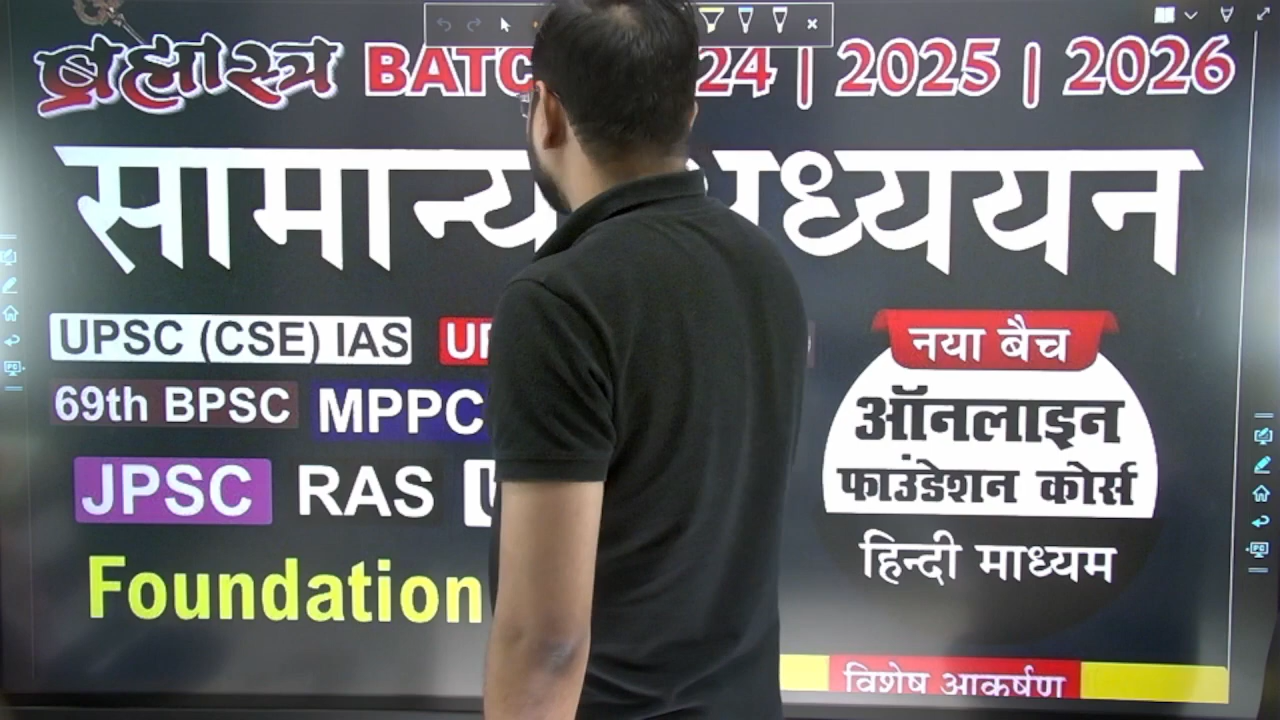 ब्रह्मास्त्र 24 | 2025 | 2026
सामान्य
UPSC (CSE) IAS
69th BPSC MPPC
JPSC RAS
Foundation
नया बैच
ऑनलाइन
फाउंडेशन कोर्स
हिन्दी माध्यम
विशेष आकर्षण